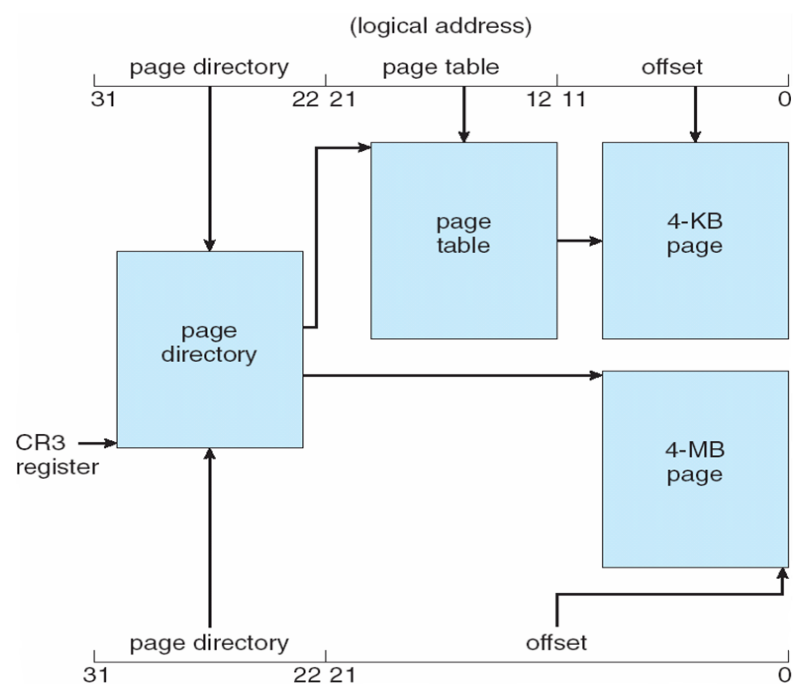 (logical address)
page directory page table offset
31 22 21 12 11 0
page
table
4-KB
page
page
directory
CR3
register
4-MB
page
page directory offset
31 22 21 0